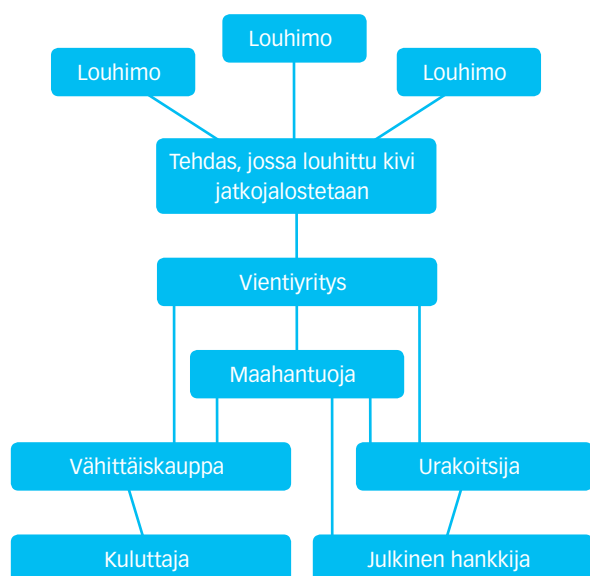 Louhimo
Louhimo
Louhimo
Tehdas, jossa louhittu kivi
jatkojalostetaan
Vientiyritys
Maahantuoja
Vähittäiskauppa
Urakoitsija
Kuluttaja
Julkinen hankkija